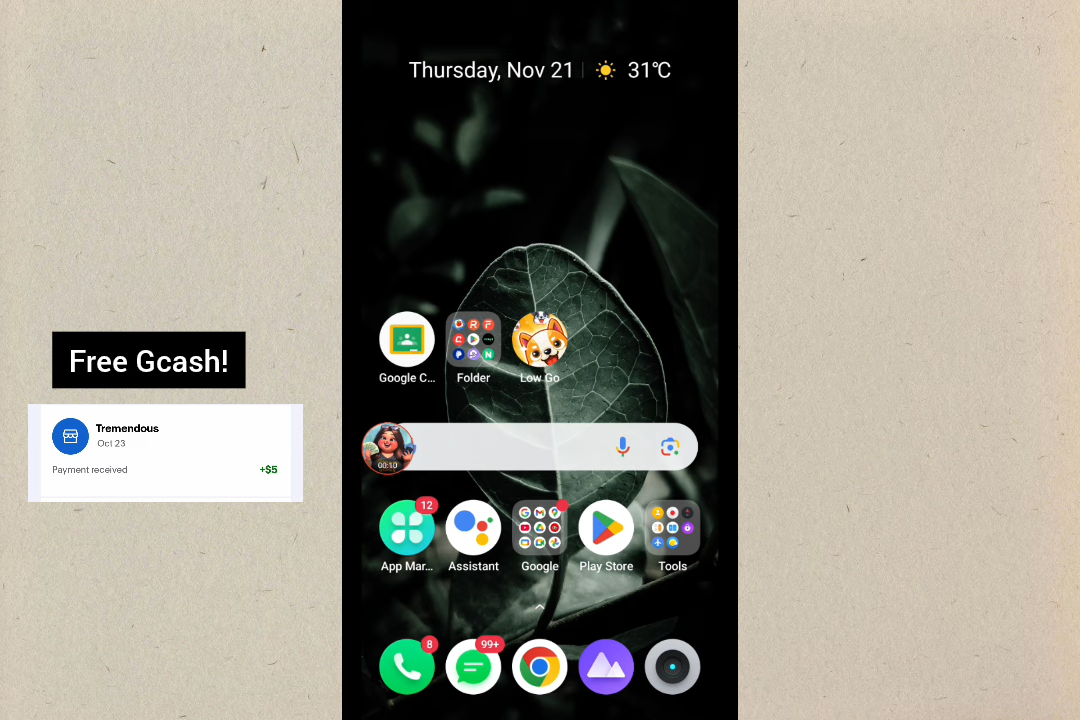 Thursday, Nov 21 31°C
Free Gcash!
Tremendous
Oct 23
Payment received +$5
Google C... Folder Low Go
00:10
12
App Mar... Assistant Google Play Store Tools
8 99+